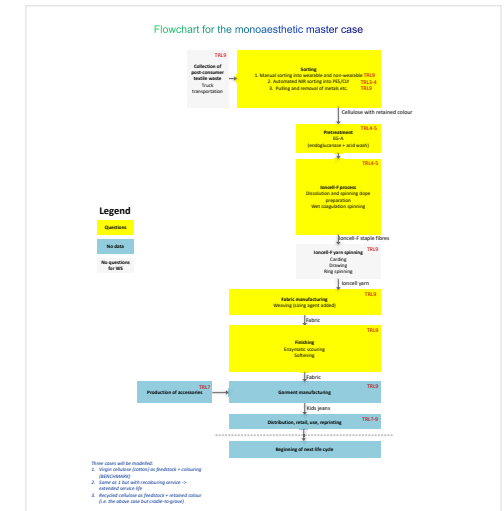 Flowchart for the monoaesthetic master case
TRL9
Collection of
post-consumer
textile waste
Truck
transportation
Sorting
1. Manual sorting into wearable and non-wearable TRL9
2. Automated NIR sorting into PES/CLY TRL3-4
3. Pulling and removal of metals etc. TRL9
Cellulose with retained colour
TRL4-5
Pretreatment
EG-A
(endoglucanase + acid wash)
TRL4-5
Ioncell-F process
Dissolution and spinning dope
preparation
Wet coagulation spinning
Ioncell-F staple fibres
TRL9
Ioncell-F yarn spinning
Carding
Drawing
Ring spinning
Ioncell yarn
TRL9
Fabric manufacturing
Weaving (sizing agent added)
Fabric
TRL9
Finishing
Enzymatic scouring
Softening
Fabric
TRL?
Production of accessories
TRL9
Garment manufacturing
Kids jeans
TRL?-6
Distribution, retail, use, reprinting
Beginning of next life cycle
Legend
Questions
No data
No questions
for WS
Three cases will be modelled:
1. Virgin cellulose (cotton) as feedstock + colouring
(BENCHMARK)
2. Same as 1 but with recolouring service ->
extended service life
3. Recycled cellulose as feedstock + retained colour
(i.e. the above case but cradle-to-grave)